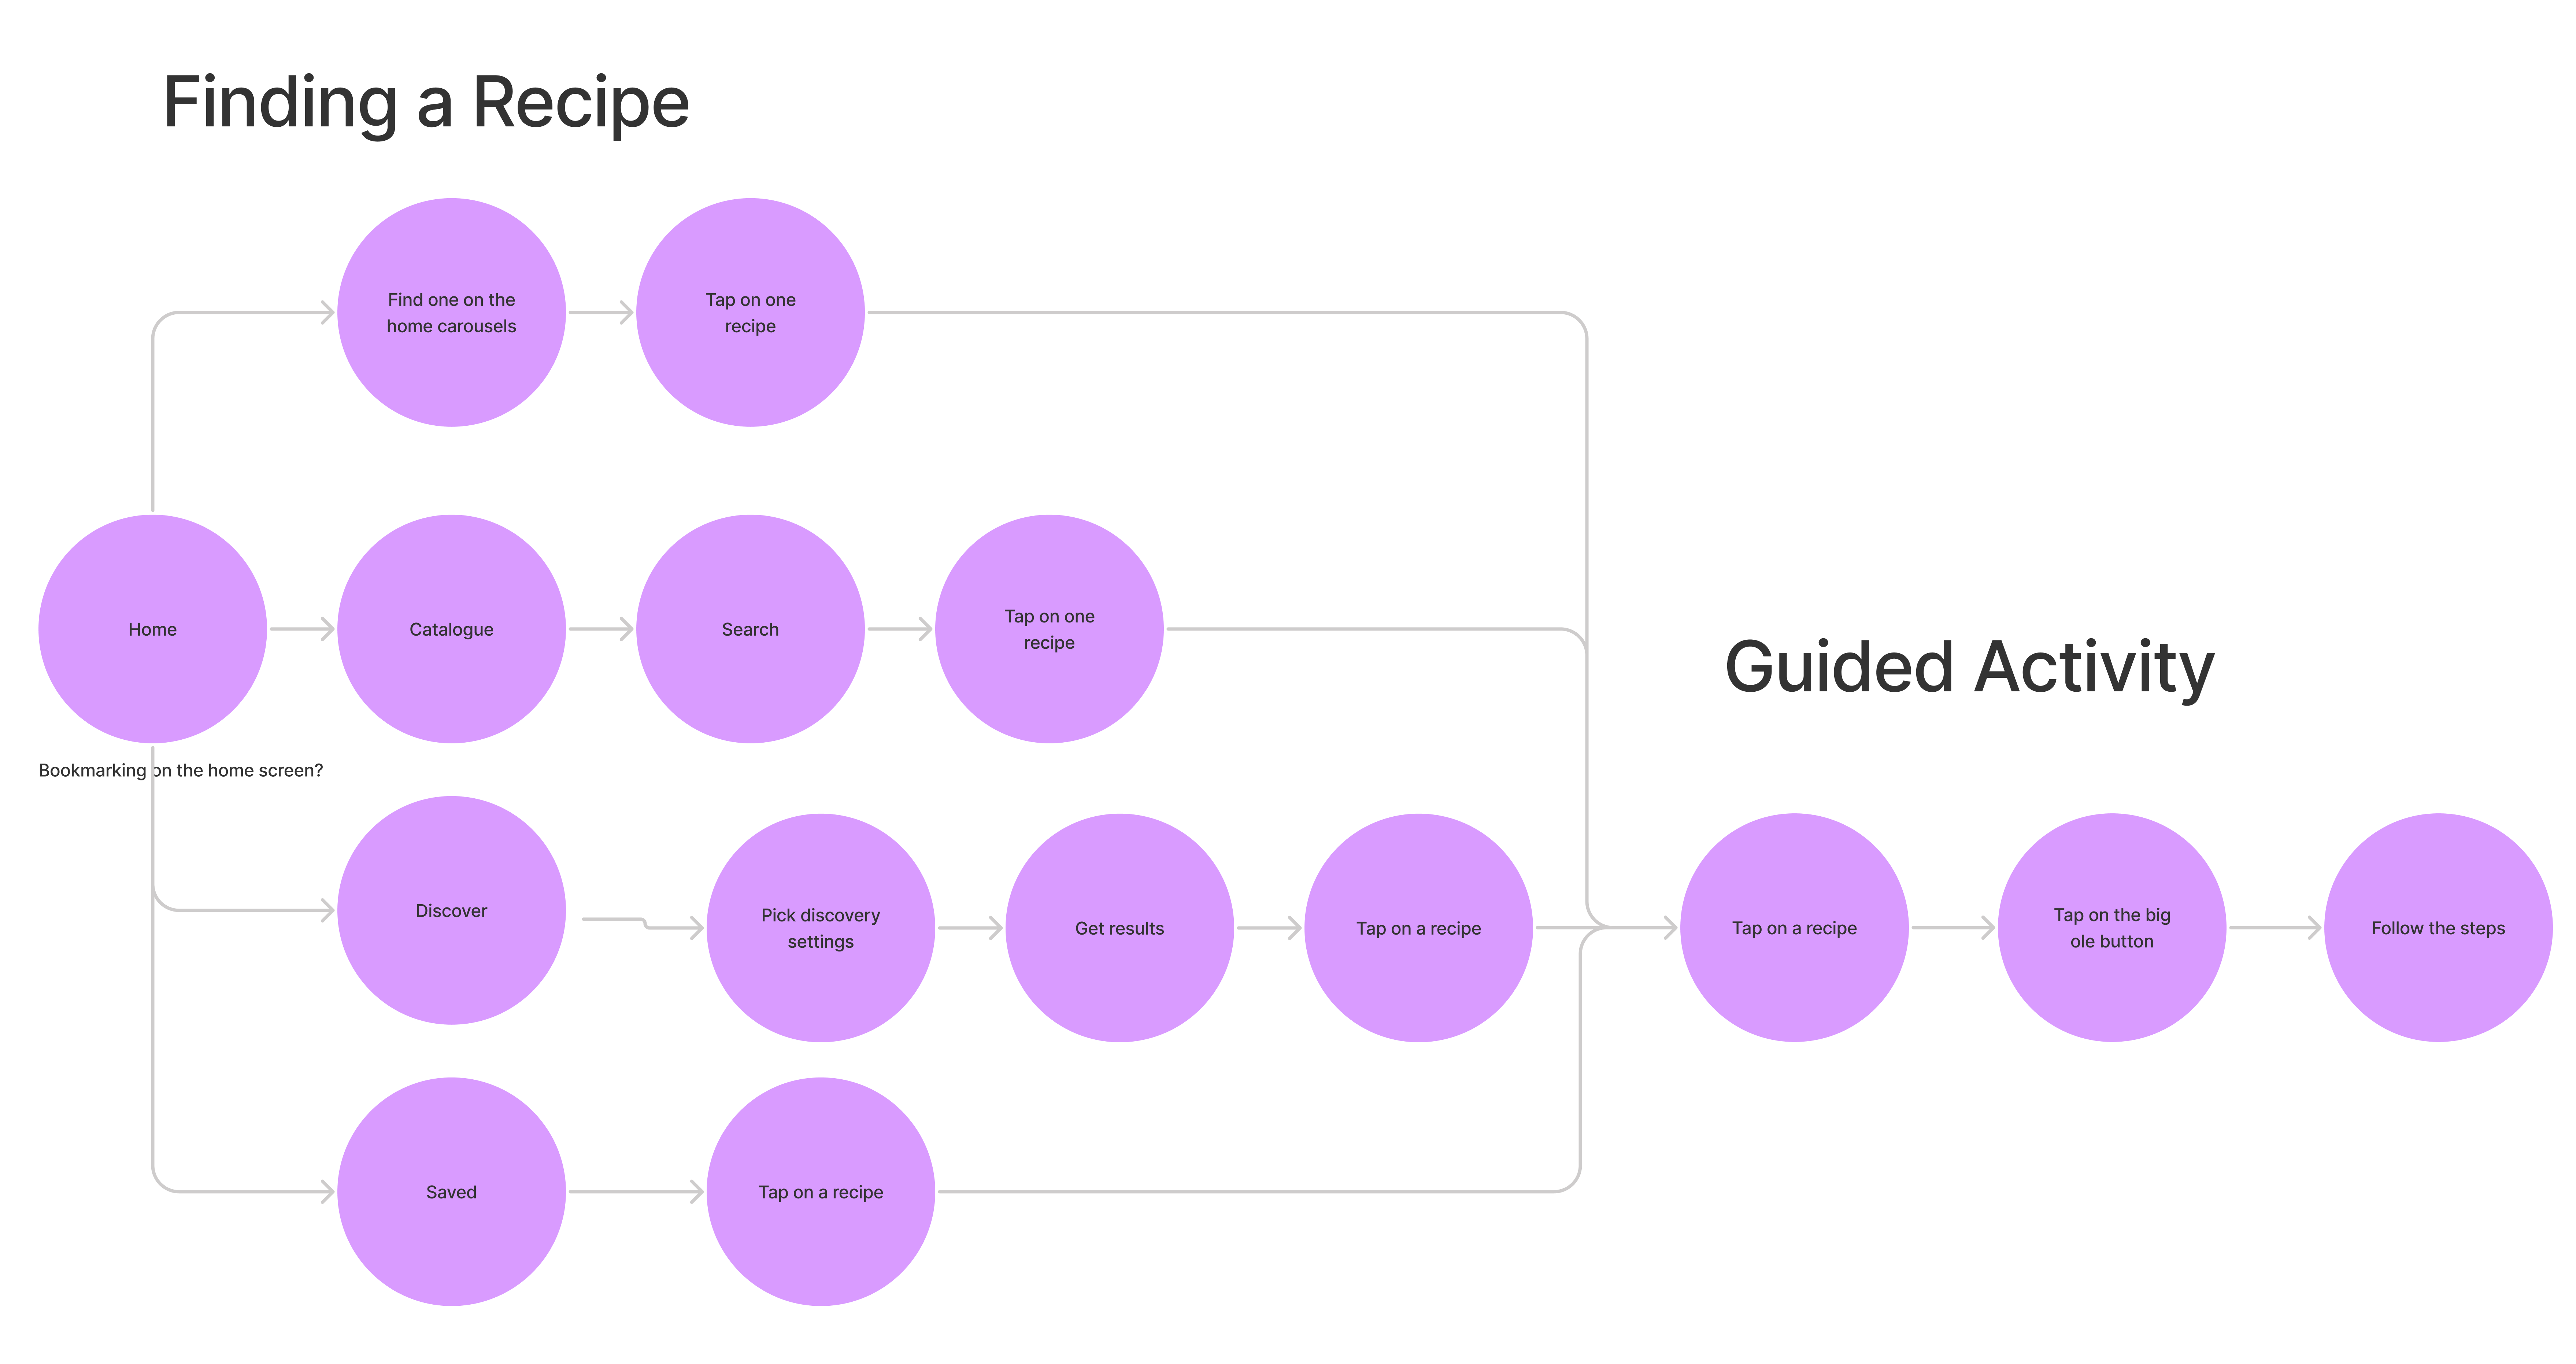 Finding a Recipe
Find one on the
home carousels
Tap on one
recipe
Home
Catalogue
Search
Tap on one
recipe
Guided Activity
Bookmarking on the home screen?
Discover
Pick discovery
settings
Get results
Tap on a recipe
Tap on a recipe
Tap on the big
ole button
Follow the steps
Saved
Tap on a recipe